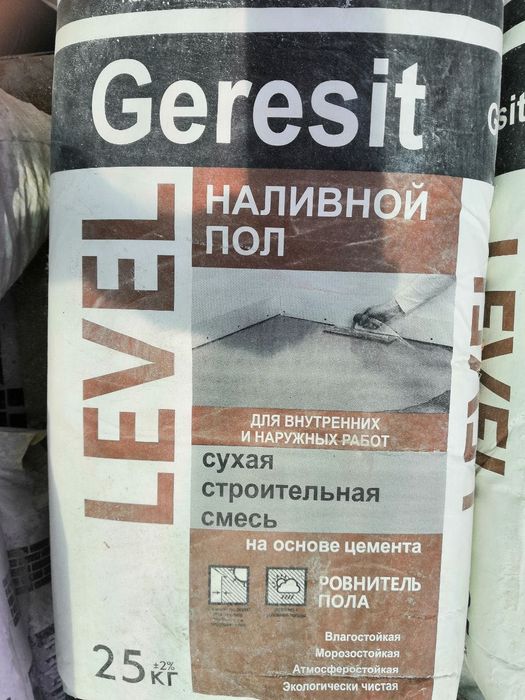 Geresit
LEVEL
НАЛИВНОЙ
ПОЛ
ДЛЯ ВНУТРЕННИХ
И НАРУЖНЫХ РАБОТ
сухая
строительная
смесь
на основе цемента
РОВНИТЕЛЬ
ПОЛА
Влагостойкая
Морозостойкая
Атмосферостойкая
Экологически чистая
25 ±2% КГ
sit
LEVEL